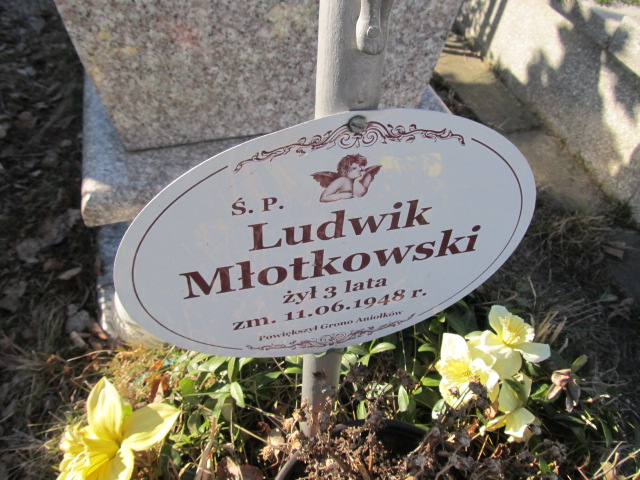 Ś. P.
Ludwik
Młotkowski
żył 3 lata
zm. 11.06.1948 r.
Powiększył Grono Aniołków